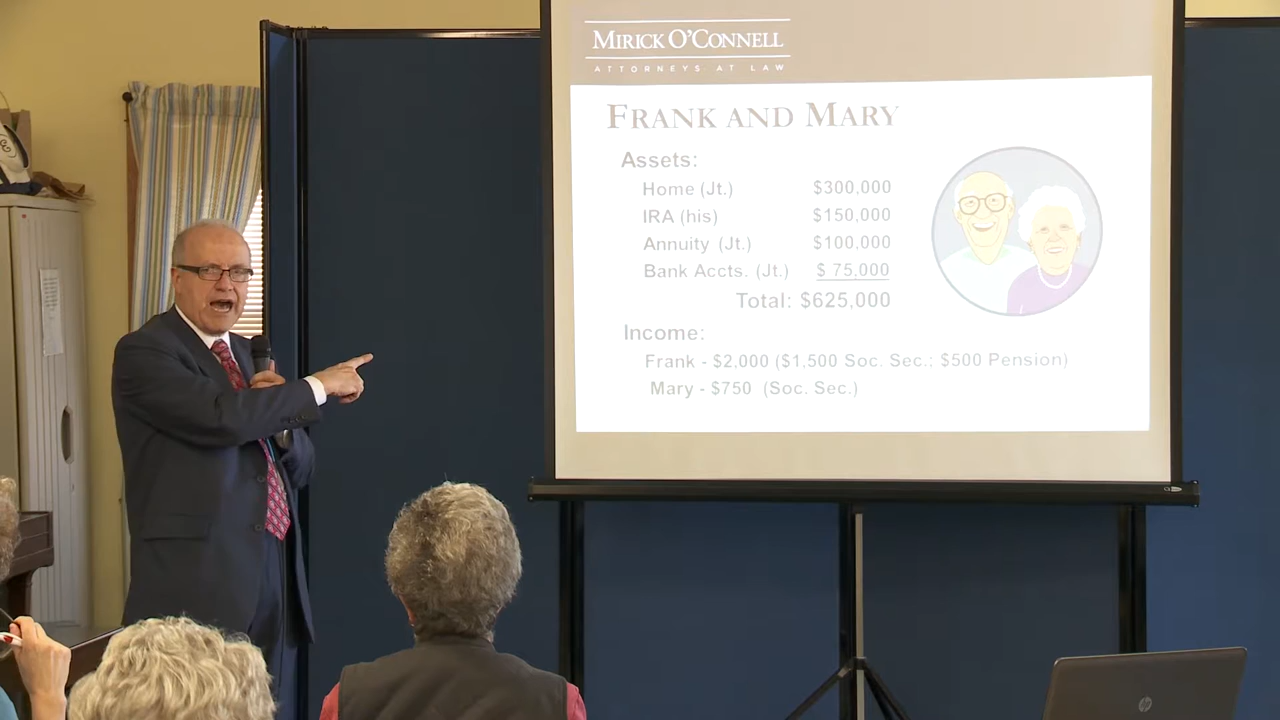 MIRICK O'CONNELL
ATTORNEYS AT LAW
FRANK AND MARY
Assets:
Home (Jt.) $300,000
IRA (his) $150,000
Annuity (Jt.) $100,000
Bank Accts. (Jt.) $ 75,000
Total: $625,000
Income:
Frank - $2,000 ($1,500 Soc. Sec.: $500 Pension)
Mary - $750 (Soc. Sec.)
hp